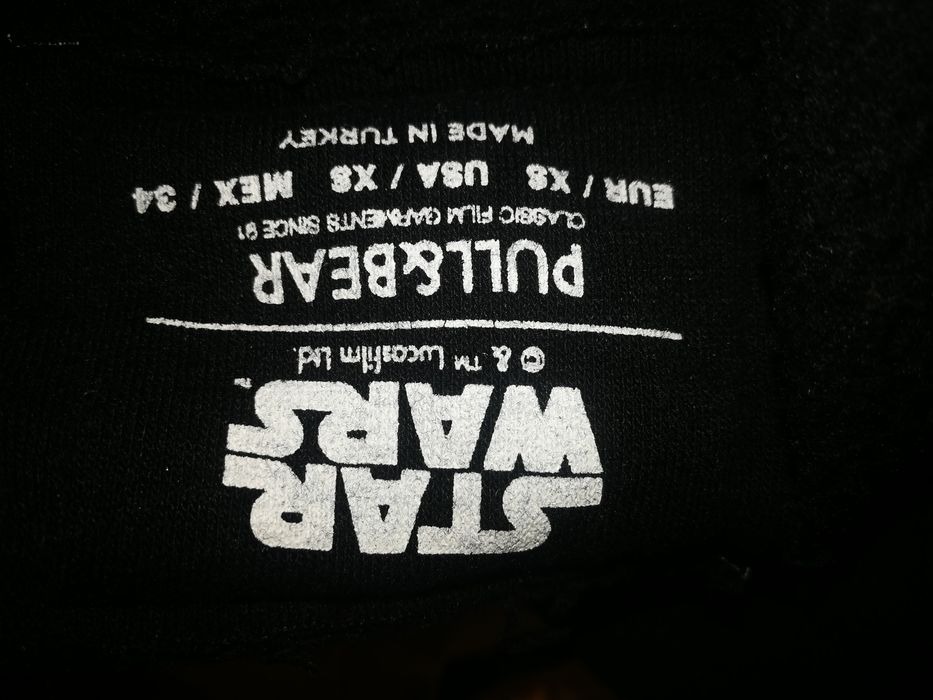 STAR
WARS
© & ™ Lucasfilm Ltd.
PULL&BEAR
CLASSIC FILM GARMENTS SINCE 91
EUR / XS USA / XS MEX / 34
MADE IN TURKEY